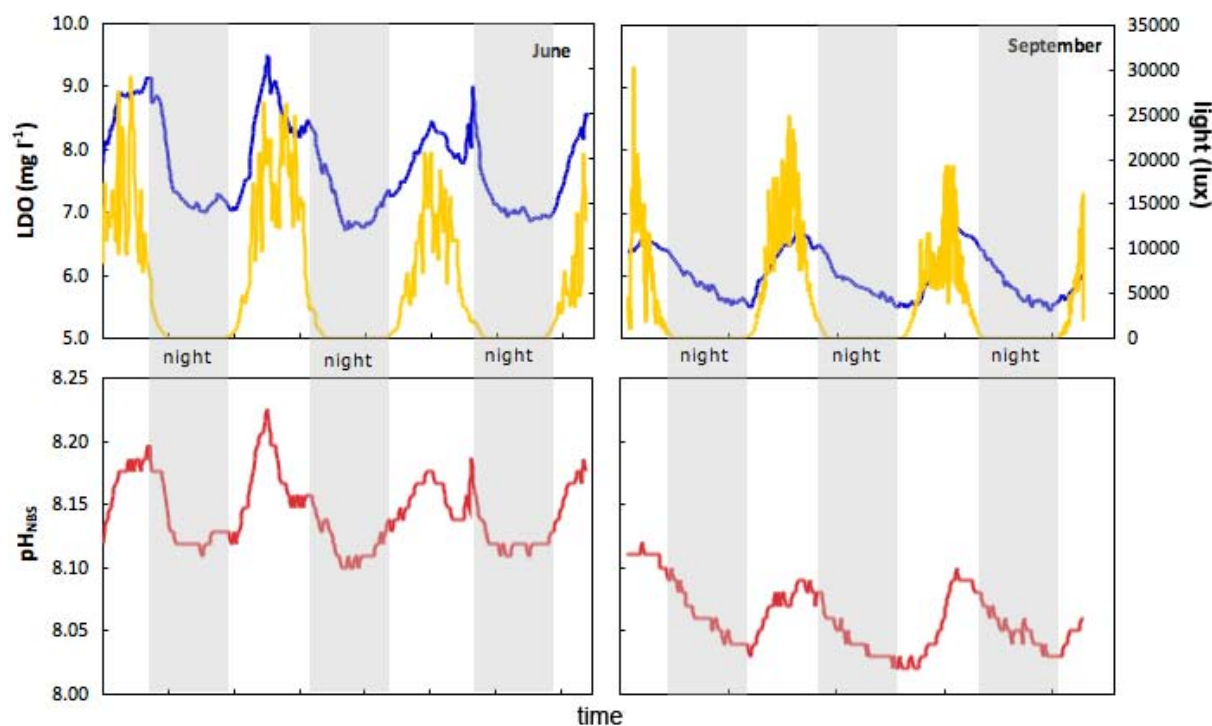 10.0
9.0
8.0
7.0
6.0
5.0
LDO (mg l-1)
June
September
35000
30000
25000
20000
15000
10000
5000
0
light (lux)
night
night
night
night
night
night
8.25
8.20
8.15
8.10
8.05
8.00
pHNBS
time